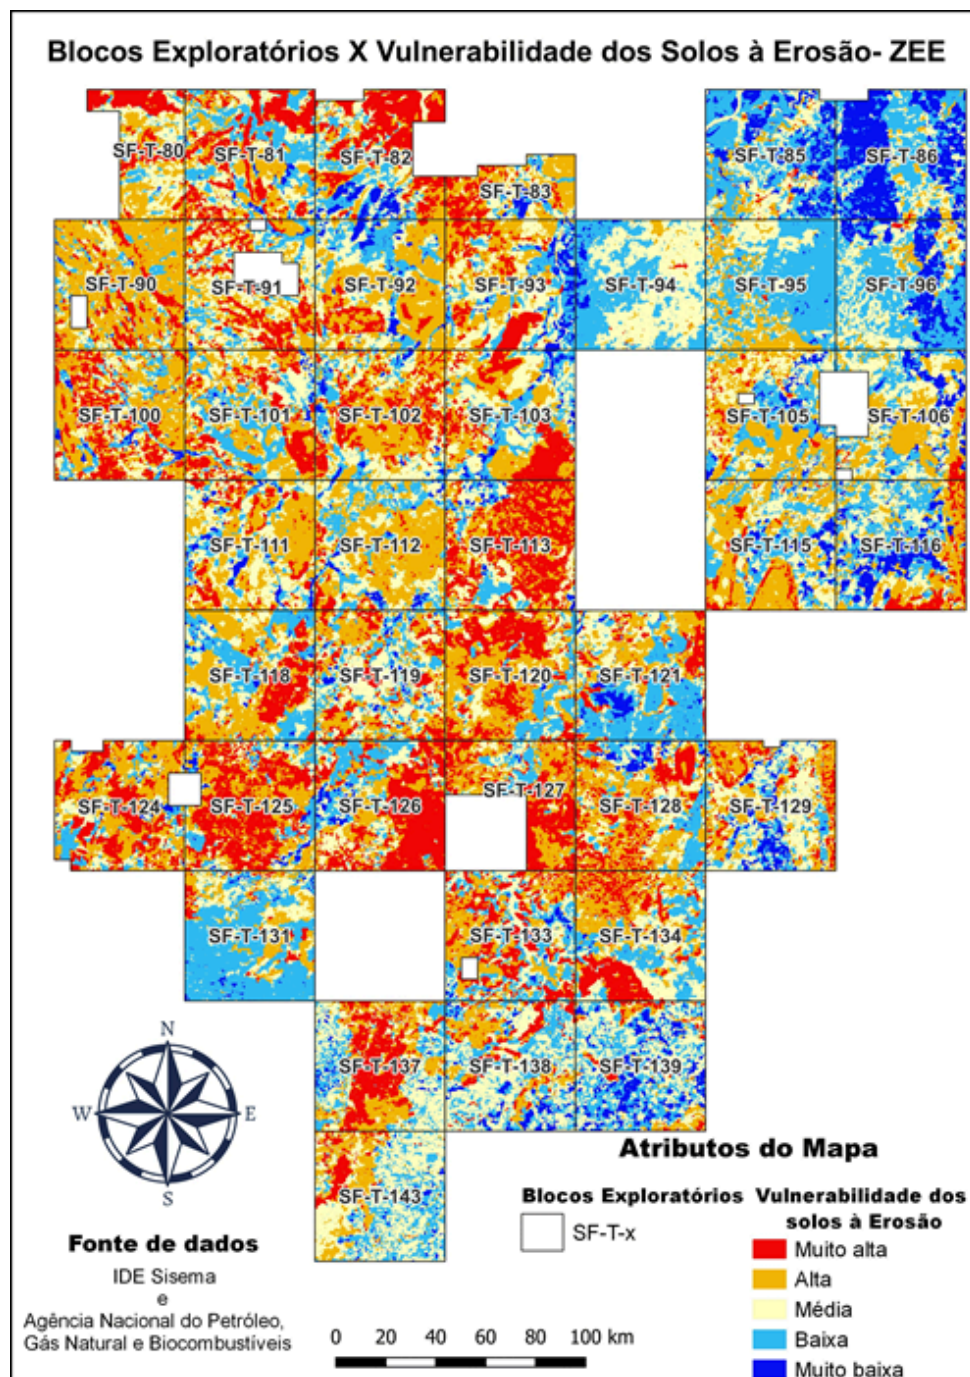 Blocos Exploratórios X Vulnerabilidade dos Solos à Erosão- ZEE
SF-T-80
SF-T-81
SF-T-82
SF-T-83
SF-T-85
SF-T-86
SF-T-90
SF-T-91
SF-T-92
SF-T-93
SF-T-94
SF-T-95
SF-T-96
SF-T-100
SF-T-101
SF-T-102
SF-T-103
SF-T-105
SF-T-106
SF-T-111
SF-T-112
SF-T-113
SF-T-115
SF-T-116
SF-T-118
SF-T-119
SF-T-120
SF-T-121
SF-T-124
SF-T-125
SF-T-126
SF-T-127
SF-T-128
SF-T-129
SF-T-131
SF-T-133
SF-T-134
SF-T-137
SF-T-138
SF-T-139
SF-T-143
N
W
E
S
Fonte de dados
IDE Sisema
e
Agência Nacional do Petróleo,
Gás Natural e Biocombustíveis
0 20 40 60 80 100 km
Atributos do Mapa
Blocos Exploratórios
SF-T-x
Vulnerabilidade dos
solos à Erosão
Muito alta
Alta
Média
Baixa
Muito baixa